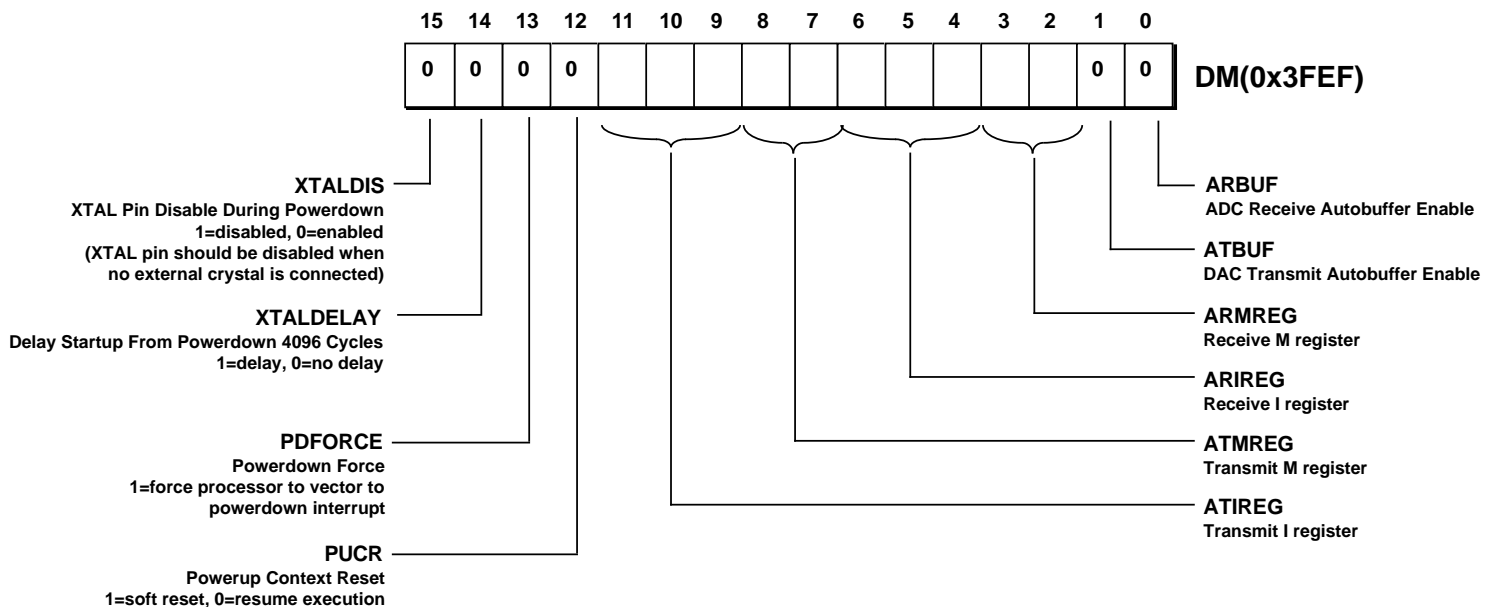 15 14 13 12 11 10 9 8 7 6 5 4 3 2 1 0
0 0 0 0 0 0
DM(0x3FEF)
XTALDIS
XTAL Pin Disable During Powerdown
1=disabled, 0=enabled
(XTAL pin should be disabled when
no external crystal is connected)
XTALDELAY
Delay Startup From Powerdown 4096 Cycles
1=delay, 0=no delay
PDFORCE
Powerdown Force
1=force processor to vector to
powerdown interrupt
PUCR
Powerup Context Reset
1=soft reset, 0=resume execution
ARBUF
ADC Receive Autobuffer Enable
ATBUF
DAC Transmit Autobuffer Enable
ARMREG
Receive M register
ARIREG
Receive I register
ATMREG
Transmit M register
ATIREG
Transmit I register